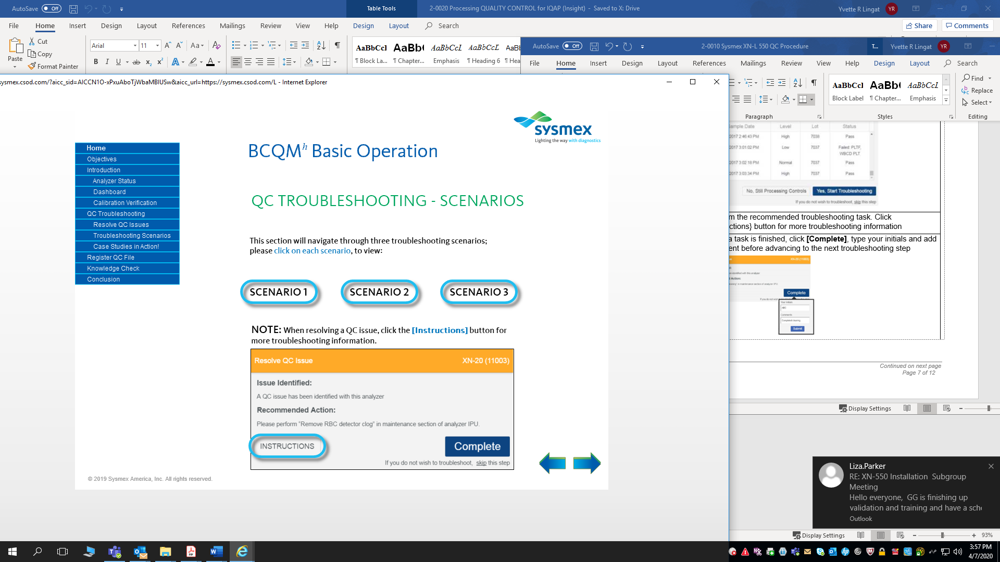 AutoSave Off
Table Tools
2-0020 Processing QUALITY CONTROL for IQAP (Insight) - Saved to X: Drive
Yvette R Lingat YR
File Home Insert Design Layout References Mailings Review View Help Design Layout Search
Share Comments
Paste
Cut
Copy
Format Painter
Arial 11
AaBbCcI AaBb( AaBbCcL AaBbCcL AaBb
¶ Block La... ¶ Chapter... Emphasis ¶ Heading 6 ¶ Hea
AutoSave Off
2-0010 Sysmex XN-L 550 QC Procedure
T...
Yvette R Lingat YR
File Home Insert Design Layout References Mailings Review View Help Design Layout Search
AaBbCcI AaBb( AaBbCcL
Block Label ¶ Chapter... Emphasis
Find
Replace
Select
Paragraph Styles Editing
sysmex.csod.com/?aicc_sid=AICCN1O-xPxuAboTjWbaMBIUSw&aicc_url=https://sysmex.csod.com/L - Internet Explorer
sysmex
Lighting the way with diagnostics
BCQMh Basic Operation
Home
Objectives
Introduction
Analyzer Status
Dashboard
Calibration Verification
QC Troubleshooting
Resolve QC Issues
Troubleshooting Scenarios
Case Studies in Action!
Register QC File
Knowledge Check
Conclusion
QC TROUBLESHOOTING - SCENARIOS
This section will navigate through three troubleshooting scenarios;
please click on each scenario, to view:
SCENARIO 1 SCENARIO 2 SCENARIO 3
NOTE: When resolving a QC issue, click the [Instructions] button for
more troubleshooting information.
Resolve QC Issue XN-20 (11003)
Issue Identified:
A QC issue has been identified with this analyzer
Recommended Action:
Please perform "Remove RBC detector clog" in maintenance section of analyzer IPU.
INSTRUCTIONS
Complete
If you do not wish to troubleshoot, skip this step
© 2019 Sysmex America, Inc. All rights reserved.
Sample Date Level Lot Status
2017 2:46:43 PM High 7038 Pass
2017 3:01:02 PM Low 7037 Failed: PLTF,
WBCD PLT
2017 3:02:18 PM Normal 7037 Pass
2017 3:03:34 PM High 7037 Pass
No, Still Processing Controls Yes, Start Troubleshooting
If you do not wish to troubleshoot, skip this step
m the recommended troubleshooting task. Click
ctions} button for more troubleshooting information
a task is finished, click [Complete], type your initials and add
ent before advancing to the next troubleshooting step
XN-20 (11003)
Complete
Your Initials
ABC
Comments
Completed cleaning
Submit
Continued on next page
Page 7 of 12
Display Settings
Liza.Parker
RE: XN-550 Installation Subgroup
Meeting
Hello everyone, GG is finishing up
validation and training and have a sche
Outlook
Display Settings 93%
3:57 PM
4/7/2020